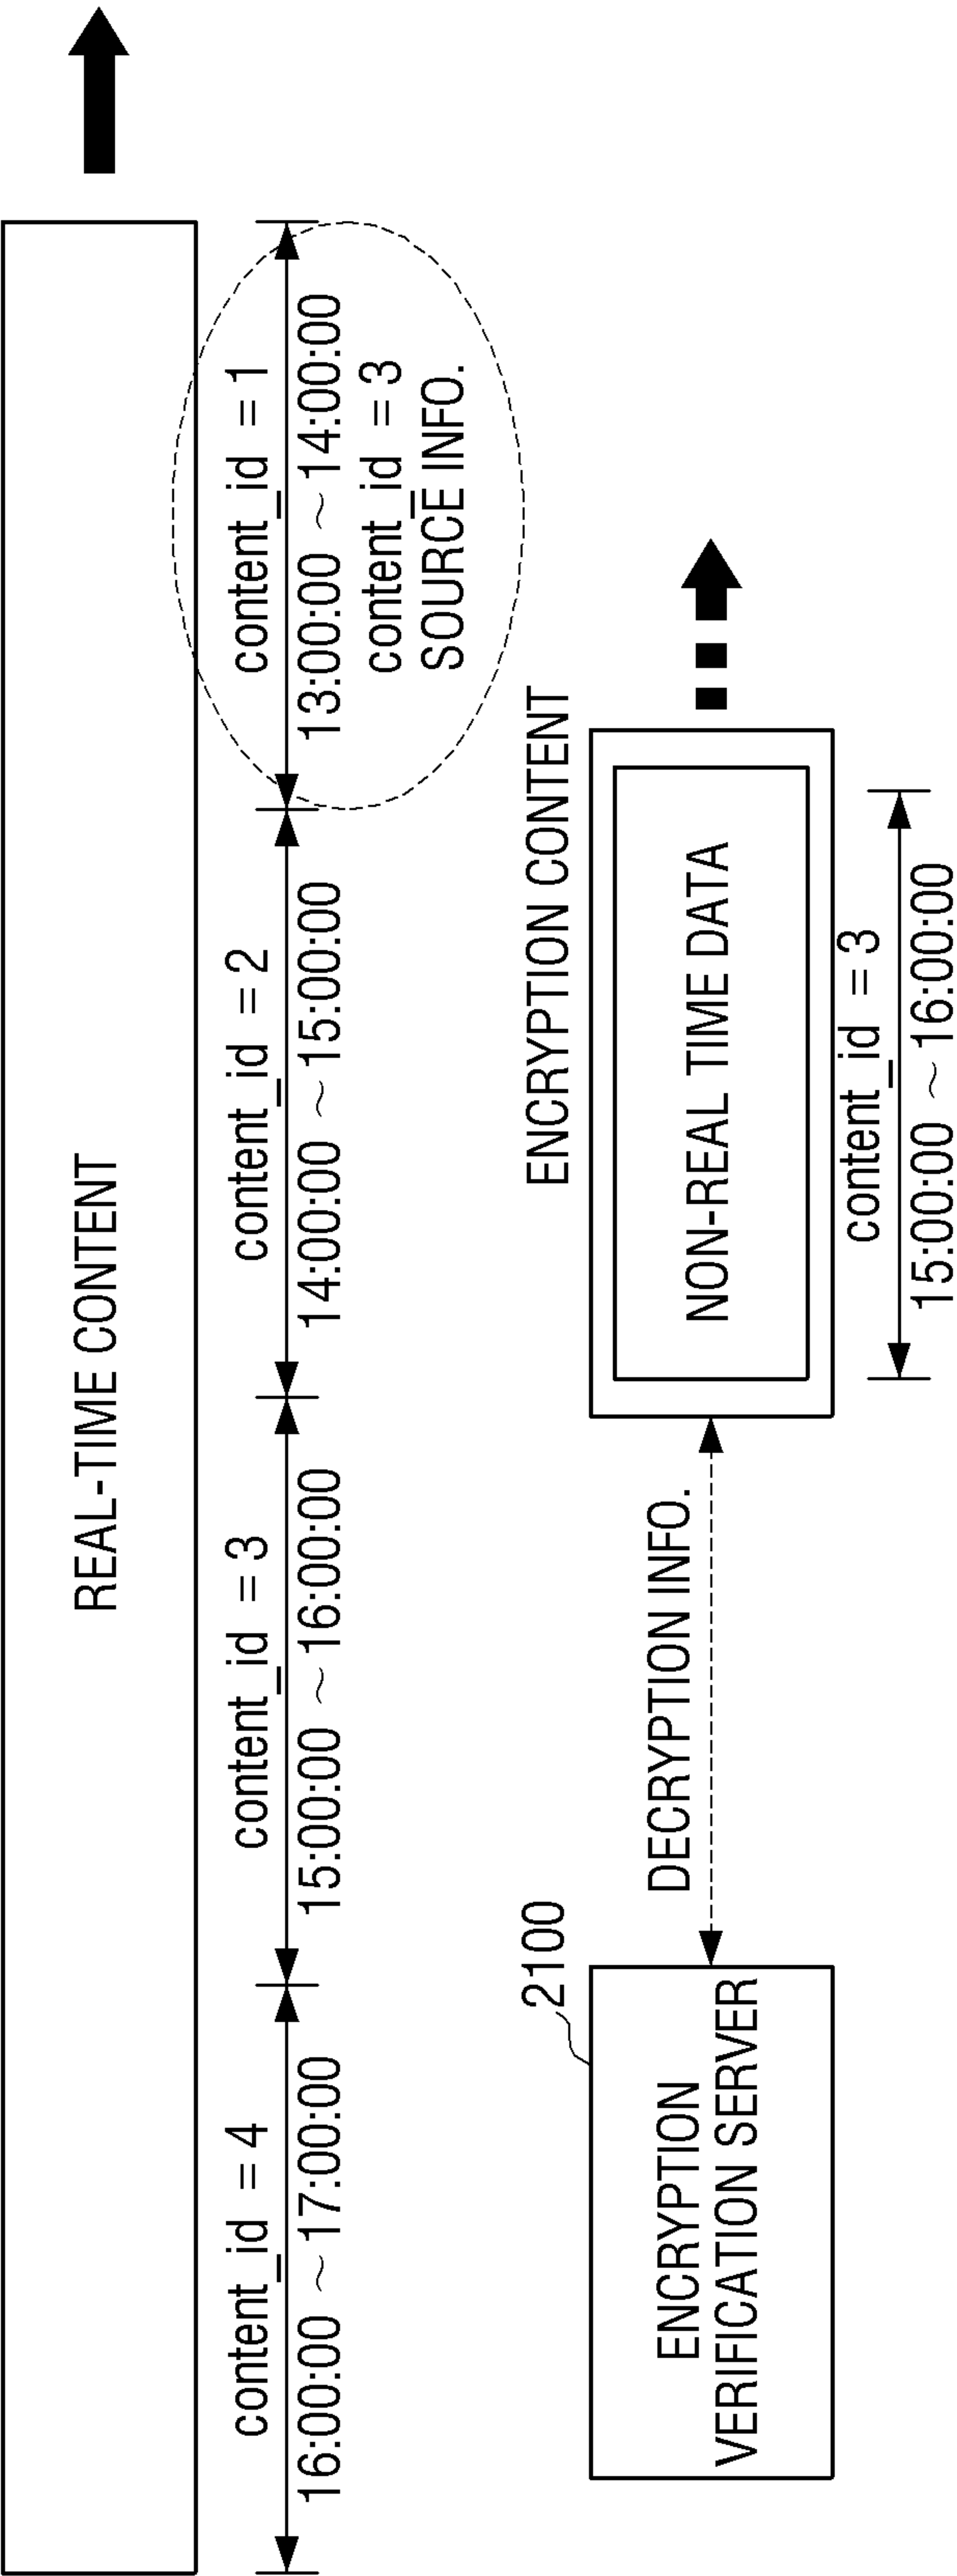 REAL-TIME CONTENT
content_id = 4
16:00:00 ~17:00:00
content_id = 3
15:00:00 ~16:00:00
content_id = 2
14:00:00 ~15:00:00
content_id = 1
13:00:00 ~14:00:00
content_id = 3
SOURCE INFO.
2100
ENCRYPTION
VERIFICATION SERVER
DECRYPTION INFO.
ENCRYPTION CONTENT
NON-REAL TIME DATA
content_id = 3
15:00:00 ~16:00:00